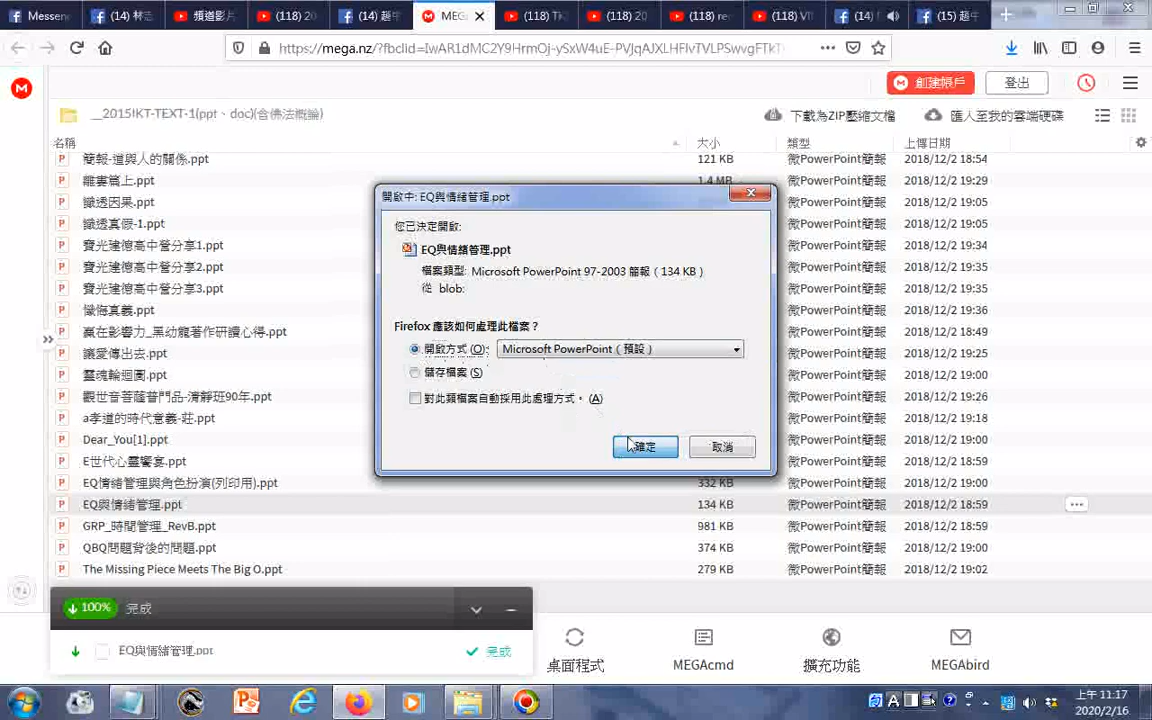 Messen
(14) 林
頻道影片
(118) 20
(14) 趙
MEGA
(118) Th
(118) 20
(118) re
(118) VI
(14)
(15) 趙
https://mega.nz/?fbclid=IwAR1dMC2Y9HrmOj-ySxW4uE-PVJqAJXLHFlvTVLPSwvgFTkT
創建帳戶
登出
__2015!KT-TEXT-1(ppt、doc)(含佛法概論)
下載為ZIP壓縮文檔
匯入至我的雲端硬碟
名稱 大小 類型 上傳日期
簡報-道與人的關係.ppt 121 KB 微PowerPoint簡報 2018/12/2 18:54
離婁篇上.ppt 1.4 MB 微PowerPoint簡報 2018/12/2 19:29
識透因果.ppt 微PowerPoint簡報 2018/12/2 19:05
識透真假-1.ppt 微PowerPoint簡報 2018/12/2 19:05
寶光建德高中營分享1.ppt 微PowerPoint簡報 2018/12/2 19:34
寶光建德高中營分享2.ppt 微PowerPoint簡報 2018/12/2 19:35
寶光建德高中營分享3.ppt 微PowerPoint簡報 2018/12/2 19:35
懺悔真義.ppt 微PowerPoint簡報 2018/12/2 19:36
贏在影響力_黑幼龍著作研讀心得.ppt 微PowerPoint簡報 2018/12/2 18:49
讓愛傳出去.ppt 微PowerPoint簡報 2018/12/2 19:03
靈魂輪迴圖.ppt 微PowerPoint簡報 2018/12/2 19:00
觀世音菩薩普門品-清靜班90年.ppt 微PowerPoint簡報 2018/12/2 19:36
a孝道的時代意義-莊.ppt 微PowerPoint簡報 2018/12/2 19:18
Dear_You[1].ppt 微PowerPoint簡報 2018/12/2 19:00
E世代心靈饗宴.ppt 微PowerPoint簡報 2018/12/2 19:00
EQ情緒管理與角色扮演(列印用).ppt 332 KB 微PowerPoint簡報 2018/12/2 19:00
EQ與情緒管理.ppt 134 KB 微PowerPoint簡報 2018/12/2 18:59
GRP_時間管理_RevB.ppt 981 KB 微PowerPoint簡報 2018/12/2 18:59
QBQ問題背後的問題.ppt 374 KB 微PowerPoint簡報 2018/12/2 19:00
The Missing Piece Meets The Big O.ppt 279 KB 微PowerPoint簡報 2018/12/2 19:02
開啟中: EQ與情緒管理.ppt
您已決定開啟:
EQ與情緒管理.ppt
檔案類型: Microsoft PowerPoint 97-2003 簡報 ( 134 KB )
從 blob:
Firefox 應該如何處理此檔案？
開啟方式 (O): Microsoft PowerPoint ( 預設 )
儲存檔案 (S)
對此類檔案自動採用此處理方式。(A)
確定
取消
100% 完成
EQ與情緒管理.ppt 完成
桌面程式
MEGAcmd
擴充功能
MEGAbird
上午 11:17
2020/2/16